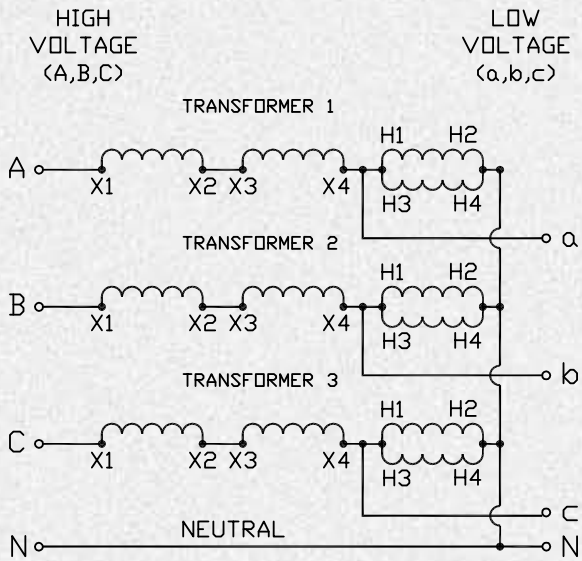 HIGH VOLTAGE (A,B,C)
LOW VOLTAGE (a,b,c)
TRANSFORMER 1
H1 H2
A X1 X2 X3 X4 H3 H4
a
TRANSFORMER 2
H1 H2
B X1 X2 X3 X4 H3 H4
b
TRANSFORMER 3
H1 H2
C X1 X2 X3 X4 H3 H4
c
NEUTRAL
N N